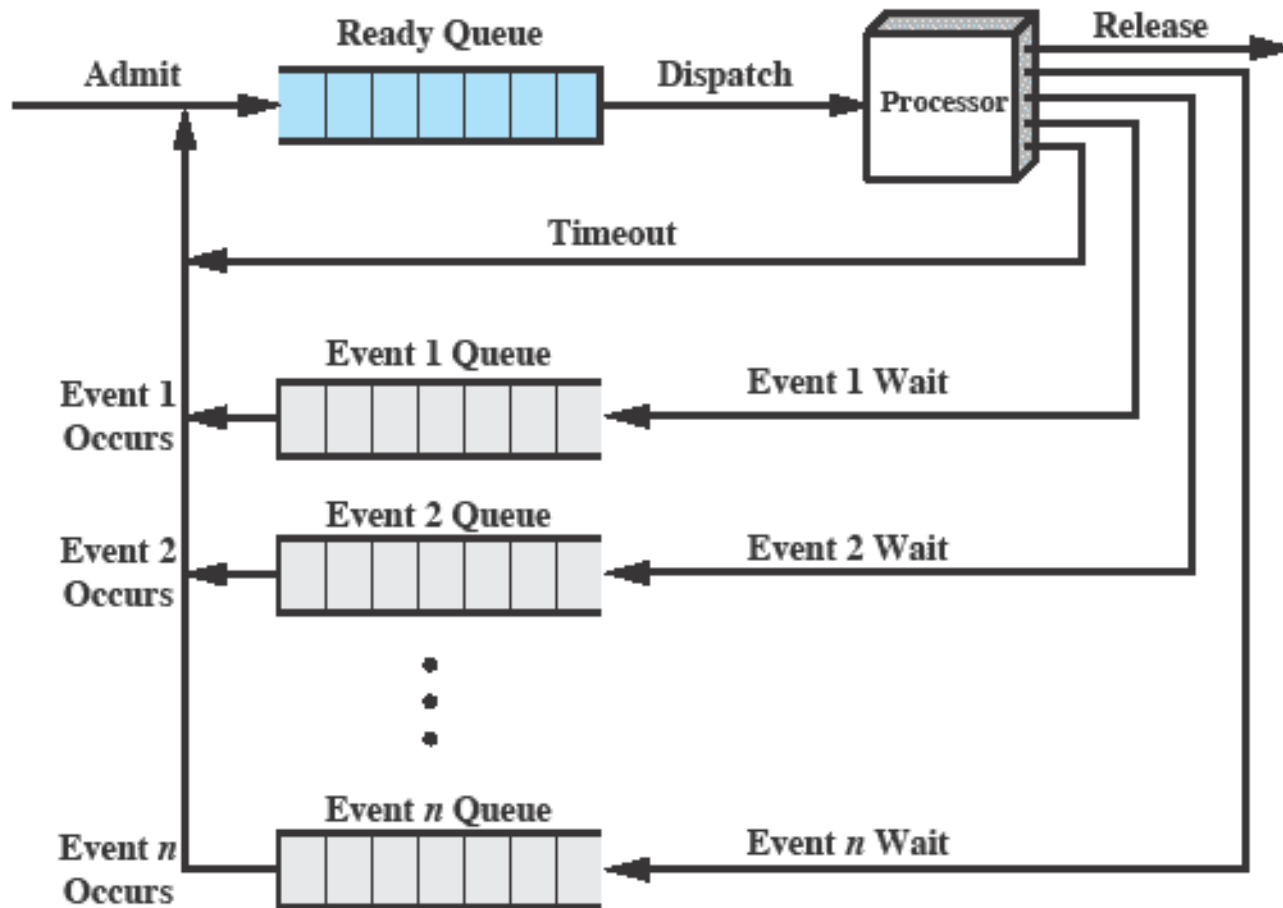 Ready Queue
Release
Admit
Dispatch
Processor
Timeout
Event 1 Queue
Event 1 Wait
Event 1
Occurs
Event 2 Queue
Event 2 Wait
Event 2
Occurs
Event n Queue
Event n Wait
Event n
Occurs